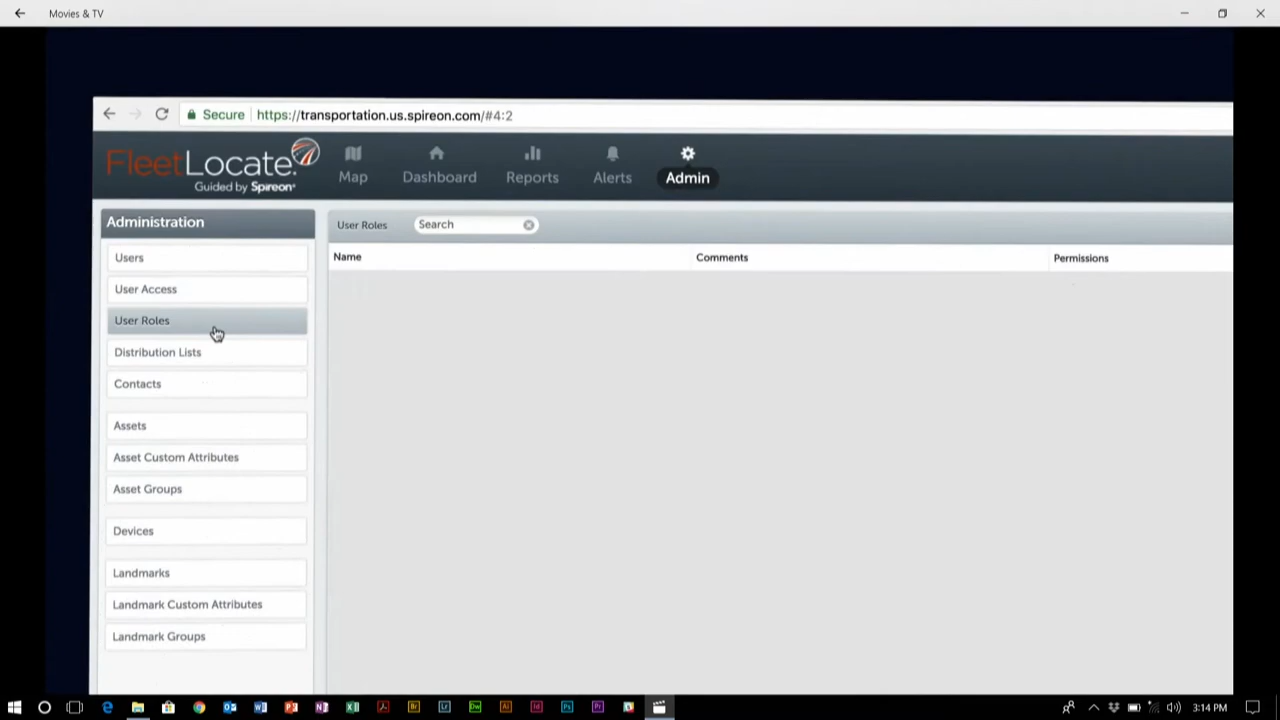 Movies & TV
Secure https://transportation.us.spireon.com/#4:2
FleetLocate.
Guided by Spireon
Map
Dashboard
Reports
Alerts
Admin
Administration
Users
User Access
User Roles
Distribution Lists
Contacts
Assets
Asset Custom Attributes
Asset Groups
Devices
Landmarks
Landmark Custom Attributes
Landmark Groups
User Roles Search
Name Comments Permissions
3:14 PM